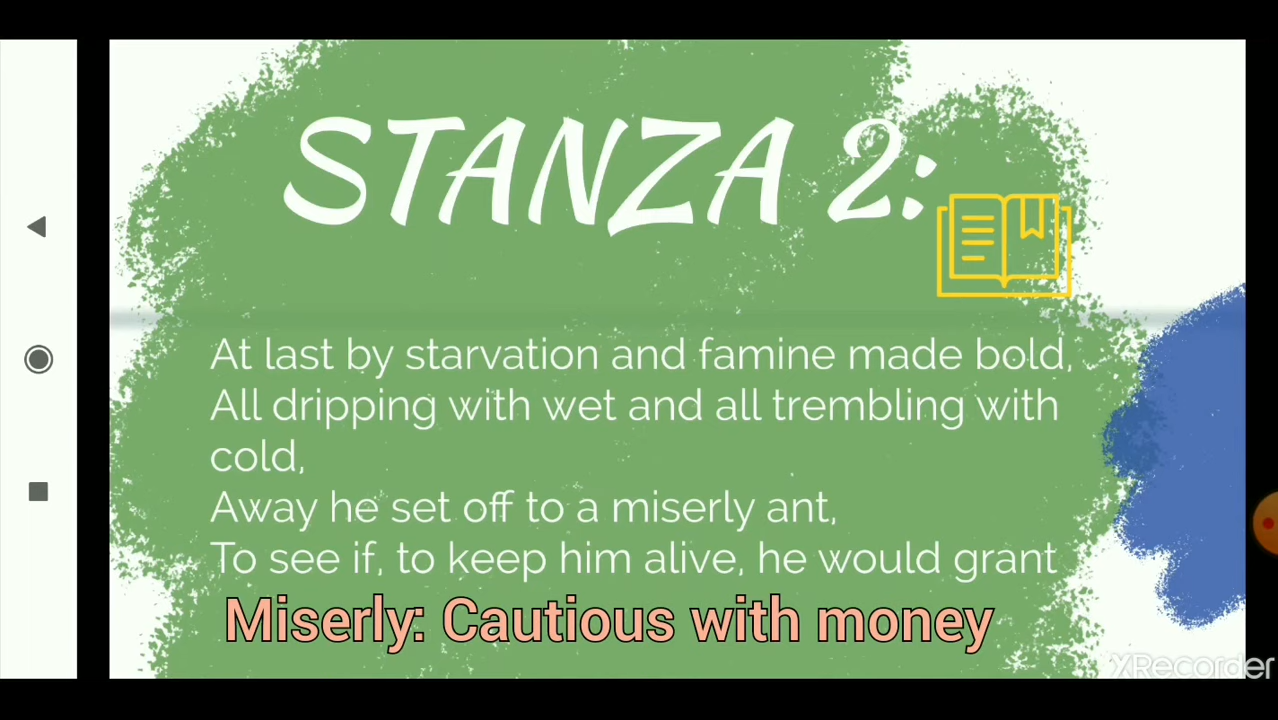 STANZA 2:
At last by starvation and famine made bold,
All dripping with wet and all trembling with
cold,
Away he set off to a miserly ant,
To see if, to keep him alive, he would grant
Miserly: Cautious with money
XRecorder